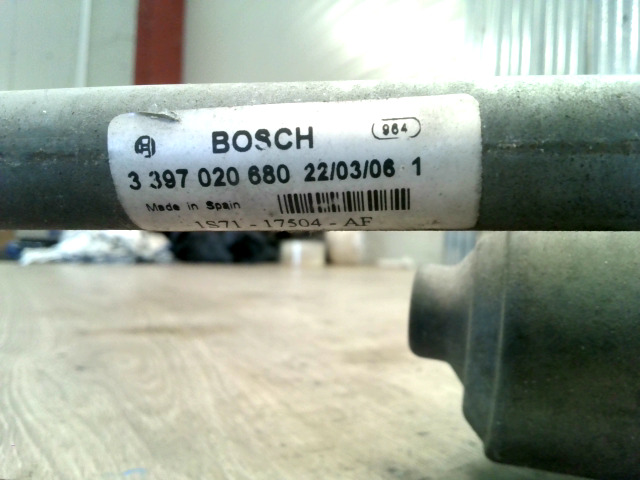 BOSCH 964
3 397 020 680 22/03/06 1
Made in Spain
1S71 - 17504 - AF